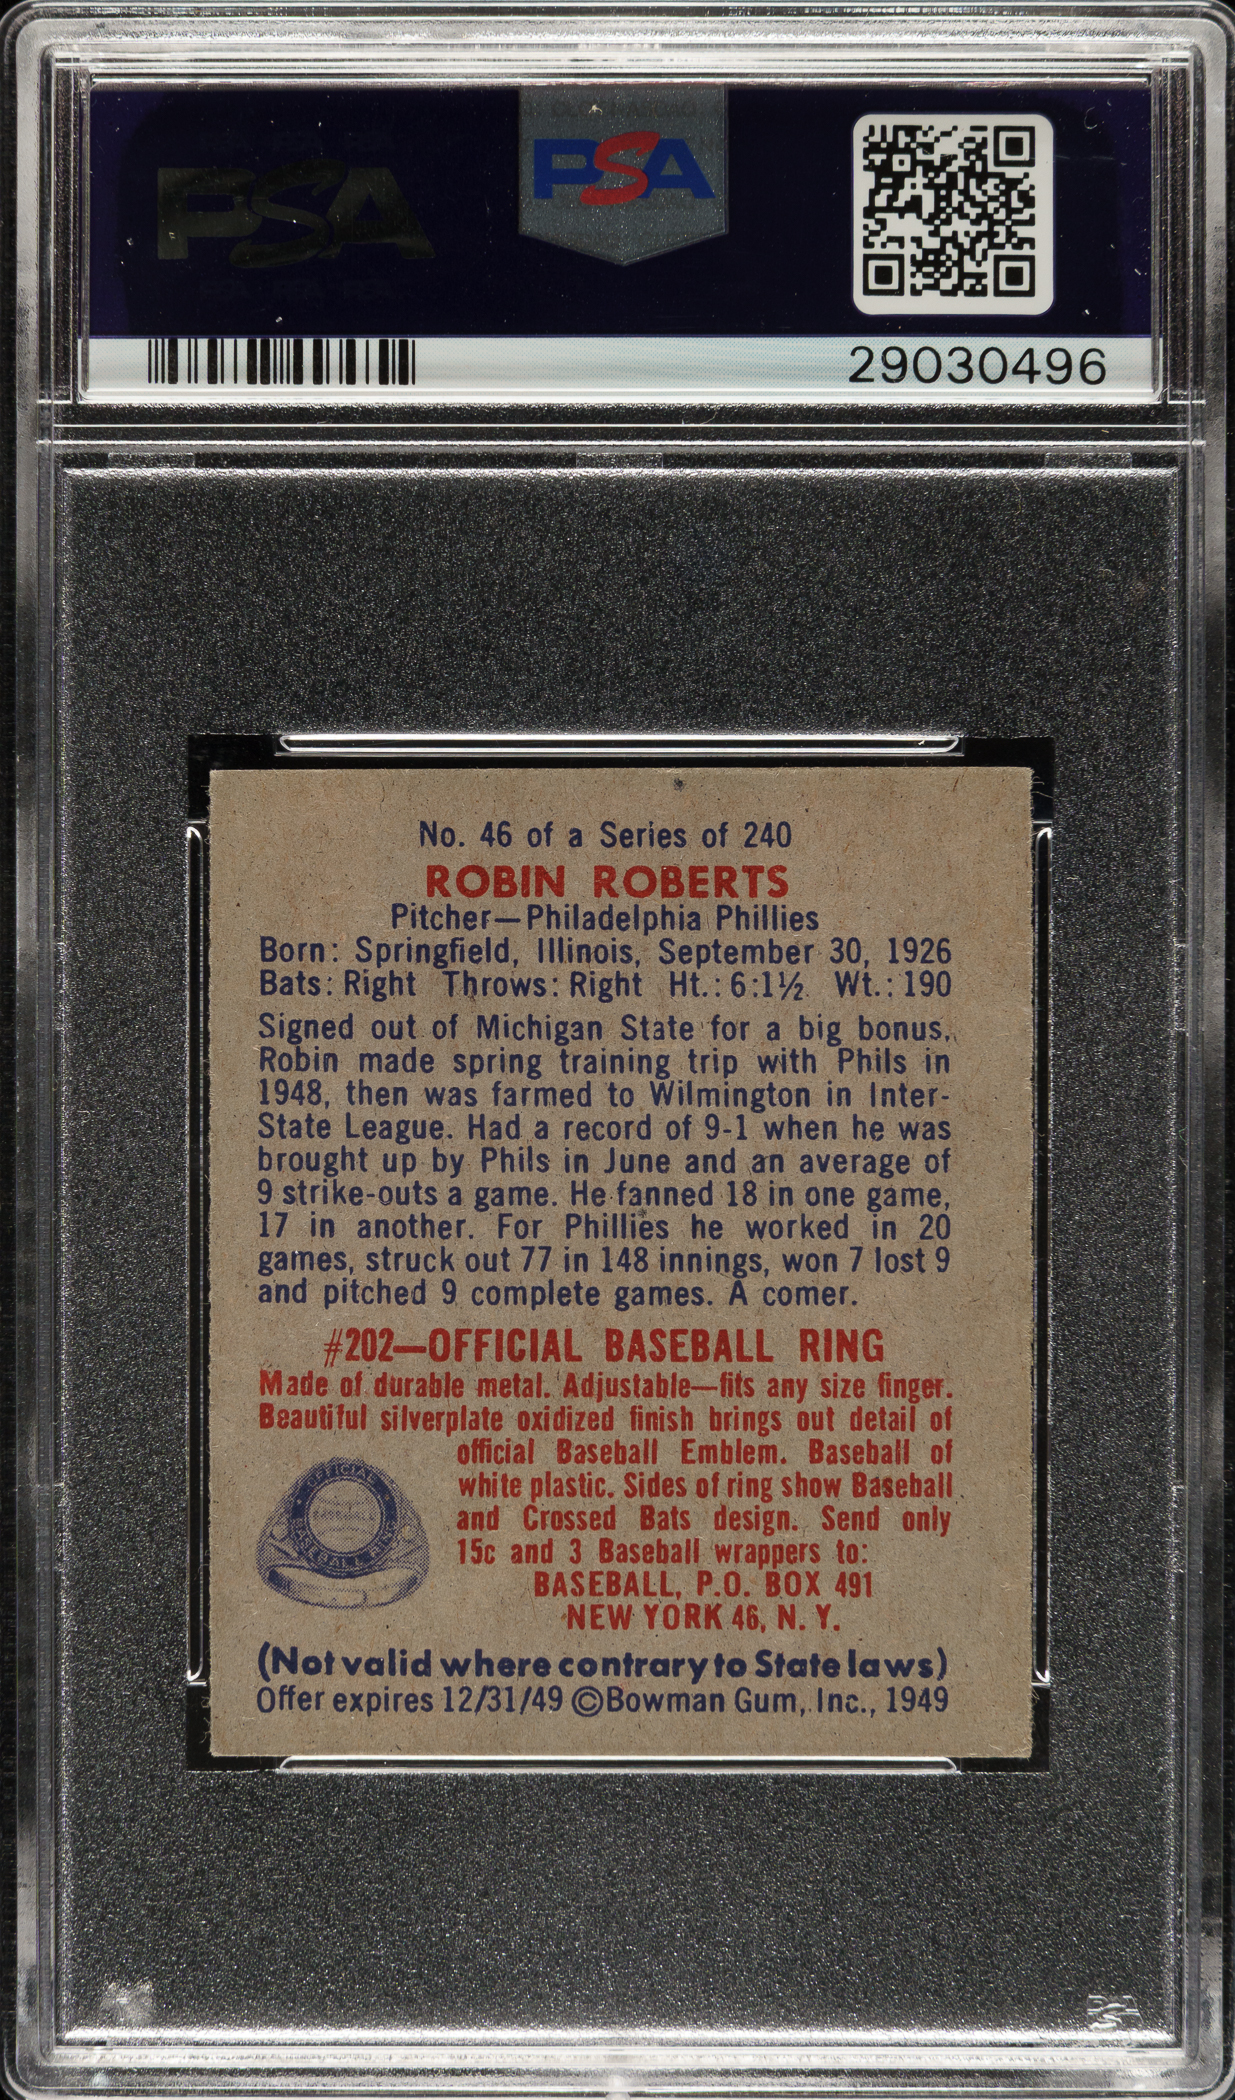 PSA
PSA
29030496
No. 46 of a Series of 240
ROBIN ROBERTS
Pitcher—Philadelphia Phillies
Born: Springfield, Illinois, September 30, 1926
Bats: Right Throws: Right Ht.: 6:1½ Wt.: 190
Signed out of Michigan State for a big bonus,
Robin made spring training trip with Phils in
1948, then was farmed to Wilmington in Inter-
State League. Had a record of 9-1 when he was
brought up by Phils in June and an average of
9 strike-outs a game. He fanned 18 in one game,
17 in another. For Phillies he worked in 20
games, struck out 77 in 148 innings, won 7 lost 9
and pitched 9 complete games. A comer.
#202—OFFICIAL BASEBALL RING
Made of durable metal. Adjustable—fits any size finger.
Beautiful silverplate oxidized finish brings out detail of
official Baseball Emblem. Baseball of
white plastic. Sides of ring show Baseball
and Crossed Bats design. Send only
15c and 3 Baseball wrappers to:
BASEBALL, P.O. BOX 491
NEW YORK 46, N. Y.
OFFICIAL
BASEBALL RING
(Not valid where contrary to State laws)
Offer expires 12/31/49 ©Bowman Gum, Inc., 1949
PSA